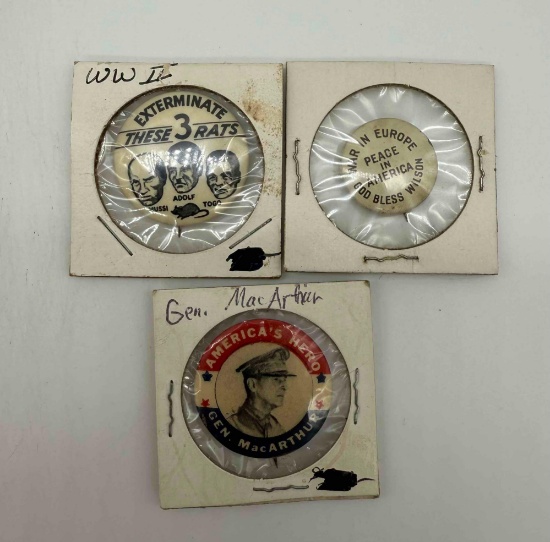 WW II
EXTERMINATE
THESE 3 RATS
ADOLF
MUSSI TOGO
WAR IN EUROPE
PEACE
IN
AMERICA
GOD BLESS WILSON
Gen. MacArthur
AMERICA'S HERO
GEN. MacARTHUR